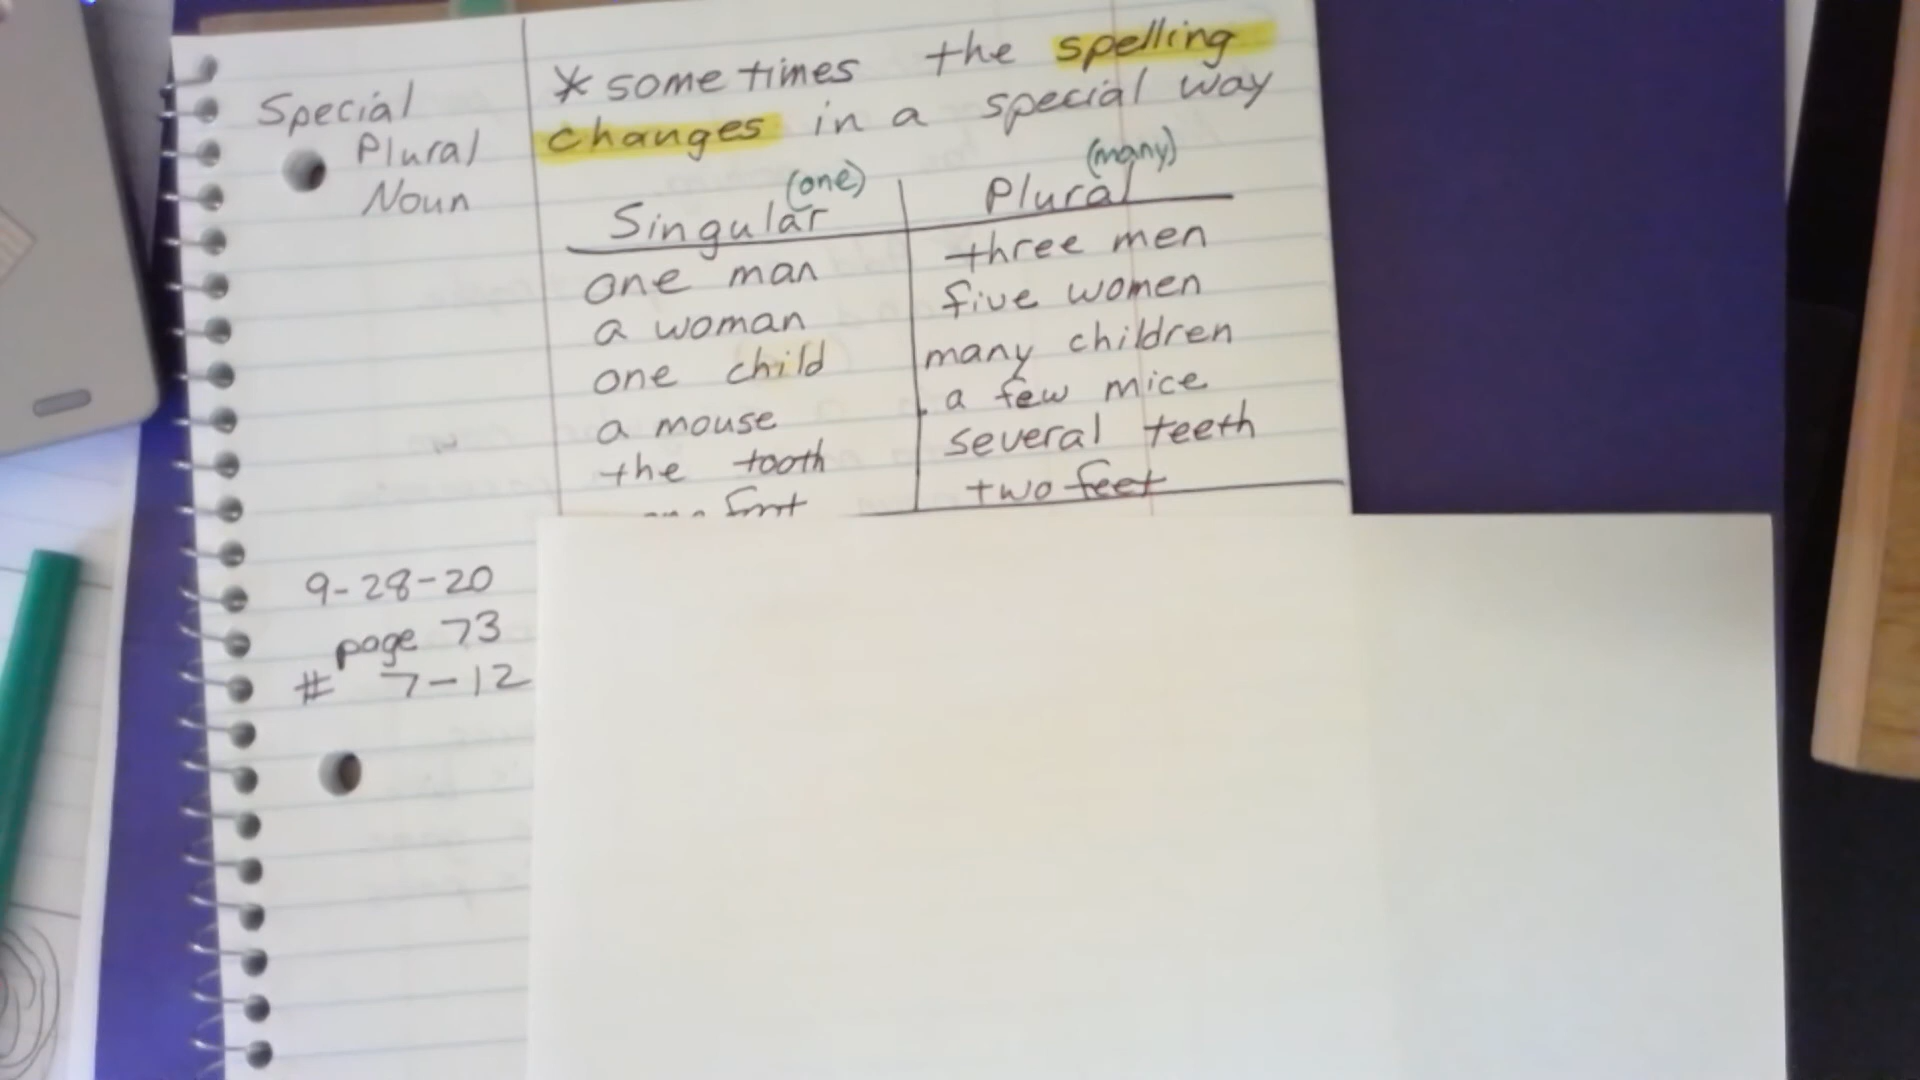 Special
Plural
Noun
* some times the spelling
changes in a special way
(one)
(many)
Singular
Plural
one man
three men
a woman
five women
one child
many children
a mouse
a few mice
the tooth
several teeth
two feet
9-28-20
page 73
# 7-12